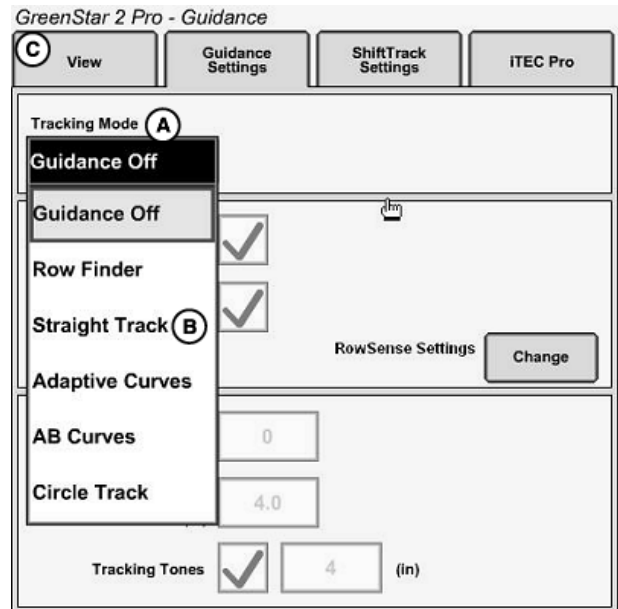 GreenStar 2 Pro - Guidance
C View Guidance Settings ShiftTrack Settings iTEC Pro
Tracking Mode A
Guidance Off
Guidance Off
Row Finder
Straight Track B
RowSense Settings Change
Adaptive Curves
AB Curves 0
Circle Track 4.0
Tracking Tones 4 (in)